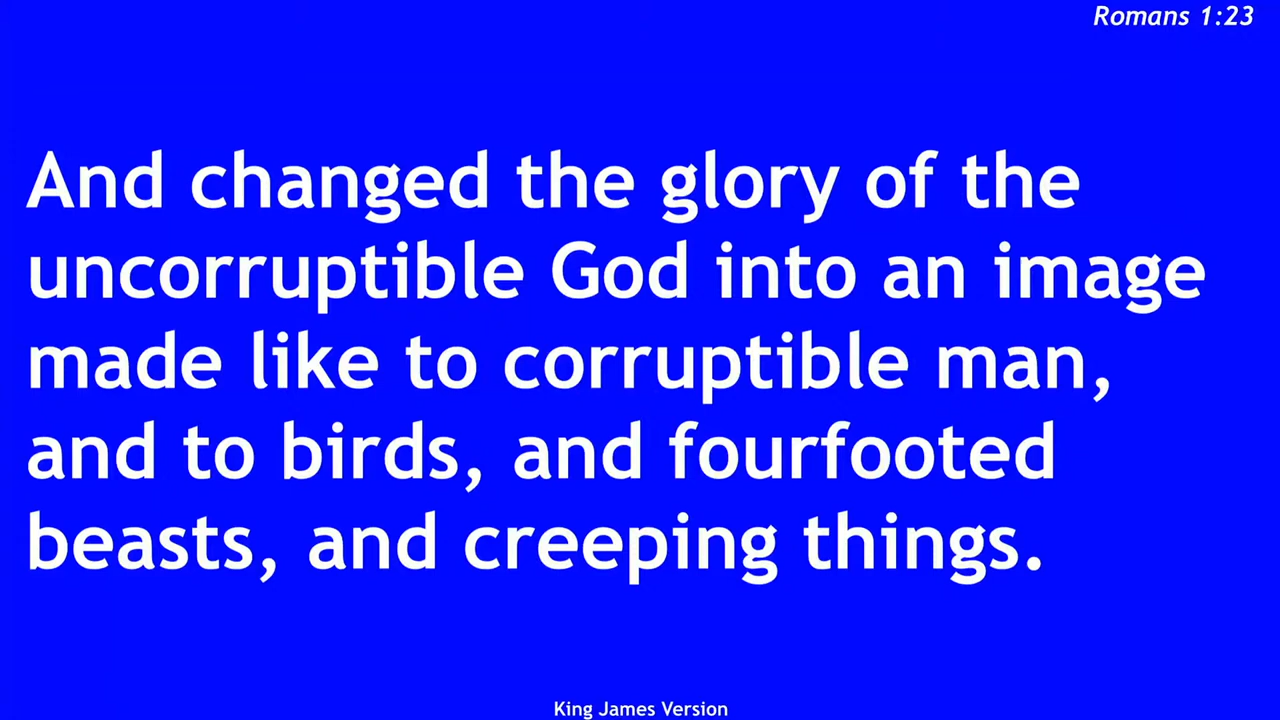 Romans 1:23
And changed the glory of the
uncorruptible God into an image
made like to corruptible man,
and to birds, and fourfooted
beasts, and creeping things.
King James Version